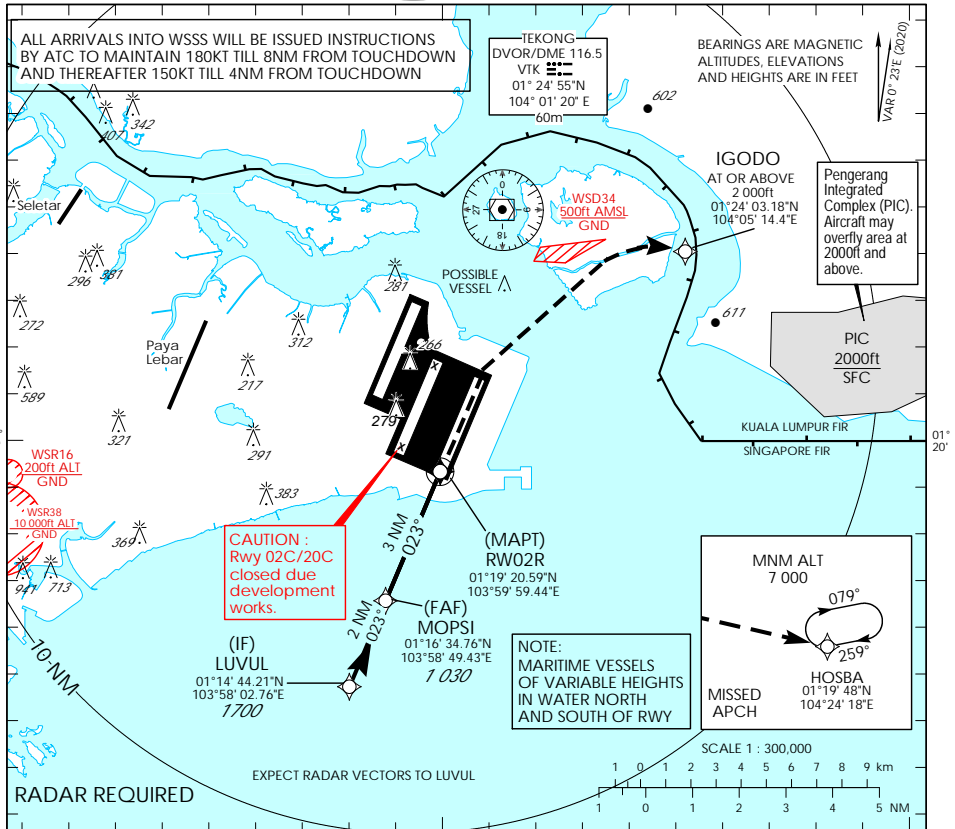 ALL ARRIVALS INTO WSSS WILL BE ISSUED INSTRUCTIONS
BY ATC TO MAINTAIN 180KT TILL 8NM FROM TOUCHDOWN
AND THEREAFTER 150KT TILL 4NM FROM TOUCHDOWN
TEKONG
DVOR/DME 116.5
VTK
01° 24' 55"N
104° 01' 20" E
60m
BEARINGS ARE MAGNETIC
ALTITUDES, ELEVATIONS
AND HEIGHTS ARE IN FEET
VAR 0° 23'E (2020)
407
342
602
IGODO
AT OR ABOVE
2 000ft
01°24' 03.18"N
104°05' 14.4"E
Pengerang
Integrated
Complex (PIC).
Aircraft may
overfly area at
2000ft and
above.
Seletar
0
9
18
27
WSD34
500ft AMSL
GND
296
381
281
POSSIBLE
VESSEL
272
312
266
611
Paya
Lebar
PIC
2000ft
SFC
217
589
279
321
291
KUALA LUMPUR FIR
SINGAPORE FIR
01°
20'
WSR16
200ft ALT
GND
383
WSR38
10 000ft ALT
GND
369
941
713
CAUTION :
Rwy 02C/20C
closed due
development
works.
3 NM
023°
(MAPT)
RW02R
01°19' 20.59"N
103°59' 59.44"E
2 NM
023°
(FAF)
MOPSI
01°16' 34.76"N
103°58' 49.43"E
1 030
(IF)
LUVUL
01°14' 44.21"N
103°58' 02.76"E
1700
10-NM
NOTE:
MARITIME VESSELS
OF VARIABLE HEIGHTS
IN WATER NORTH
AND SOUTH OF RWY
MNM ALT
7 000
079°
259°
HOSBA
01°19' 48"N
104°24' 18"E
MISSED
APCH
EXPECT RADAR VECTORS TO LUVUL
RADAR REQUIRED
SCALE 1 : 300,000
1 0 1 2 3 4 5 6 7 8 9 km
1 0 1 2 3 4 5 NM